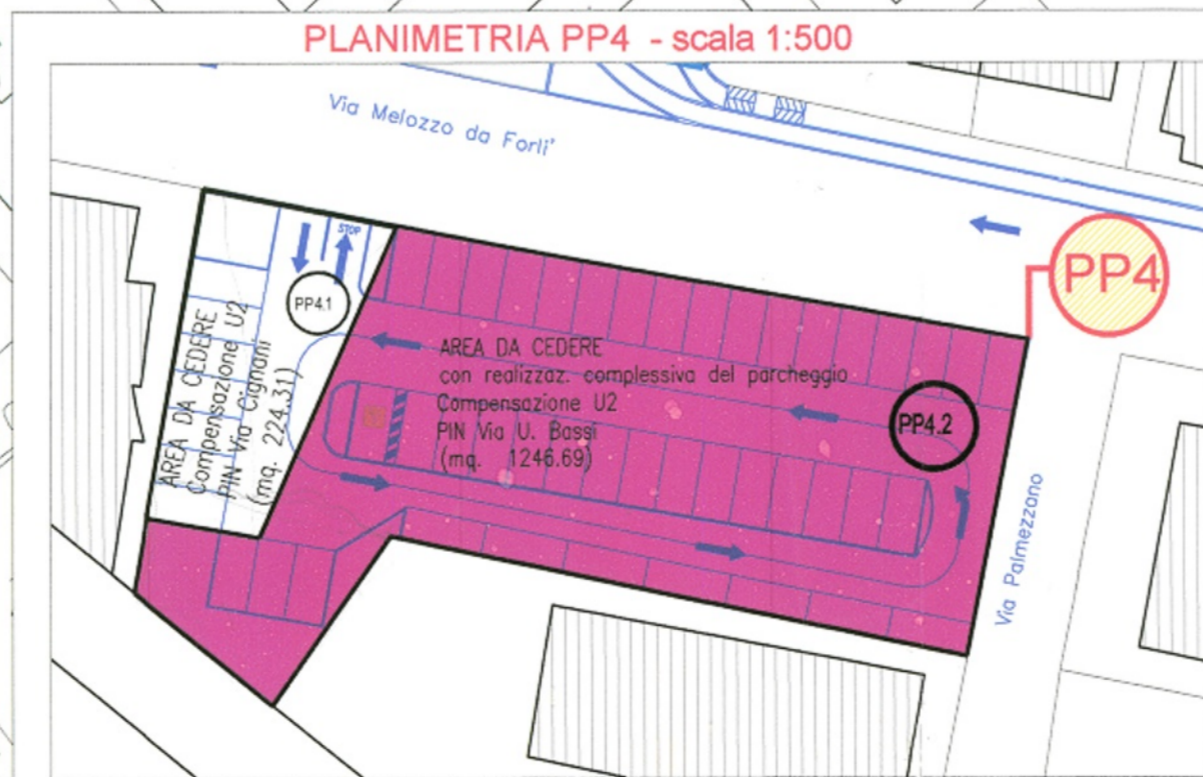 PLANIMETRIA PP4 - scala 1:500
Via Melozzo da Forli'
STOP
PP4.1
PP4
AREA DA CEDERE
Compensazione U2
PIN Via Cignani
(mq. 224.31)
AREA DA CEDERE
con realizzaz. complessiva del parcheggio
Compensazione U2
PIN Via U. Bassi
(mq. 1246.69)
PP4.2
Via Palmezzano